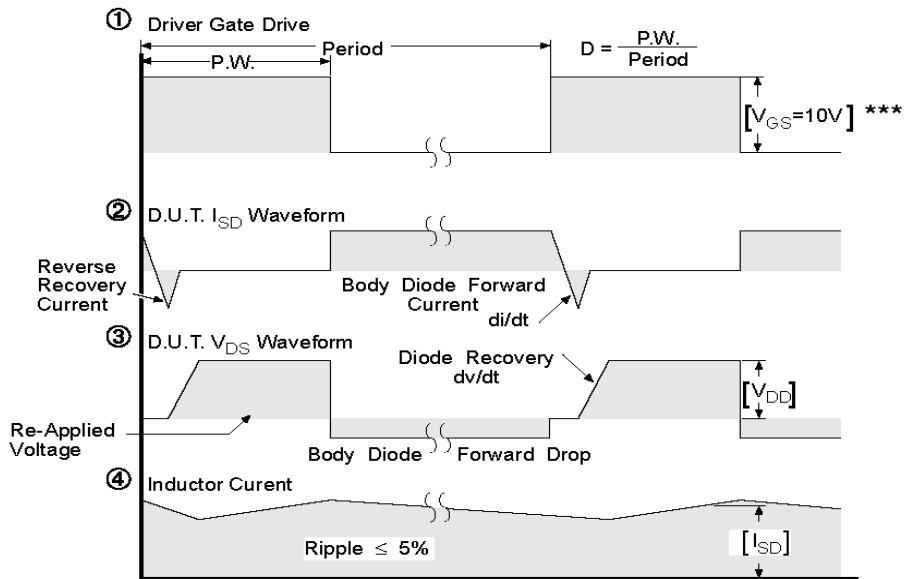 ① Driver Gate Drive
Period
P.W.
D = P.W.
Period
[VGS=10V] ***
② D.U.T. ISD Waveform
Reverse
Recovery
Current
Body Diode Forward
Current
di/dt
③ D.U.T. VDS Waveform
Diode Recovery
dv/dt
[VDD]
Re-Applied
Voltage
Body Diode Forward Drop
④ Inductor Curent
Ripple ≤ 5%
[ISD]